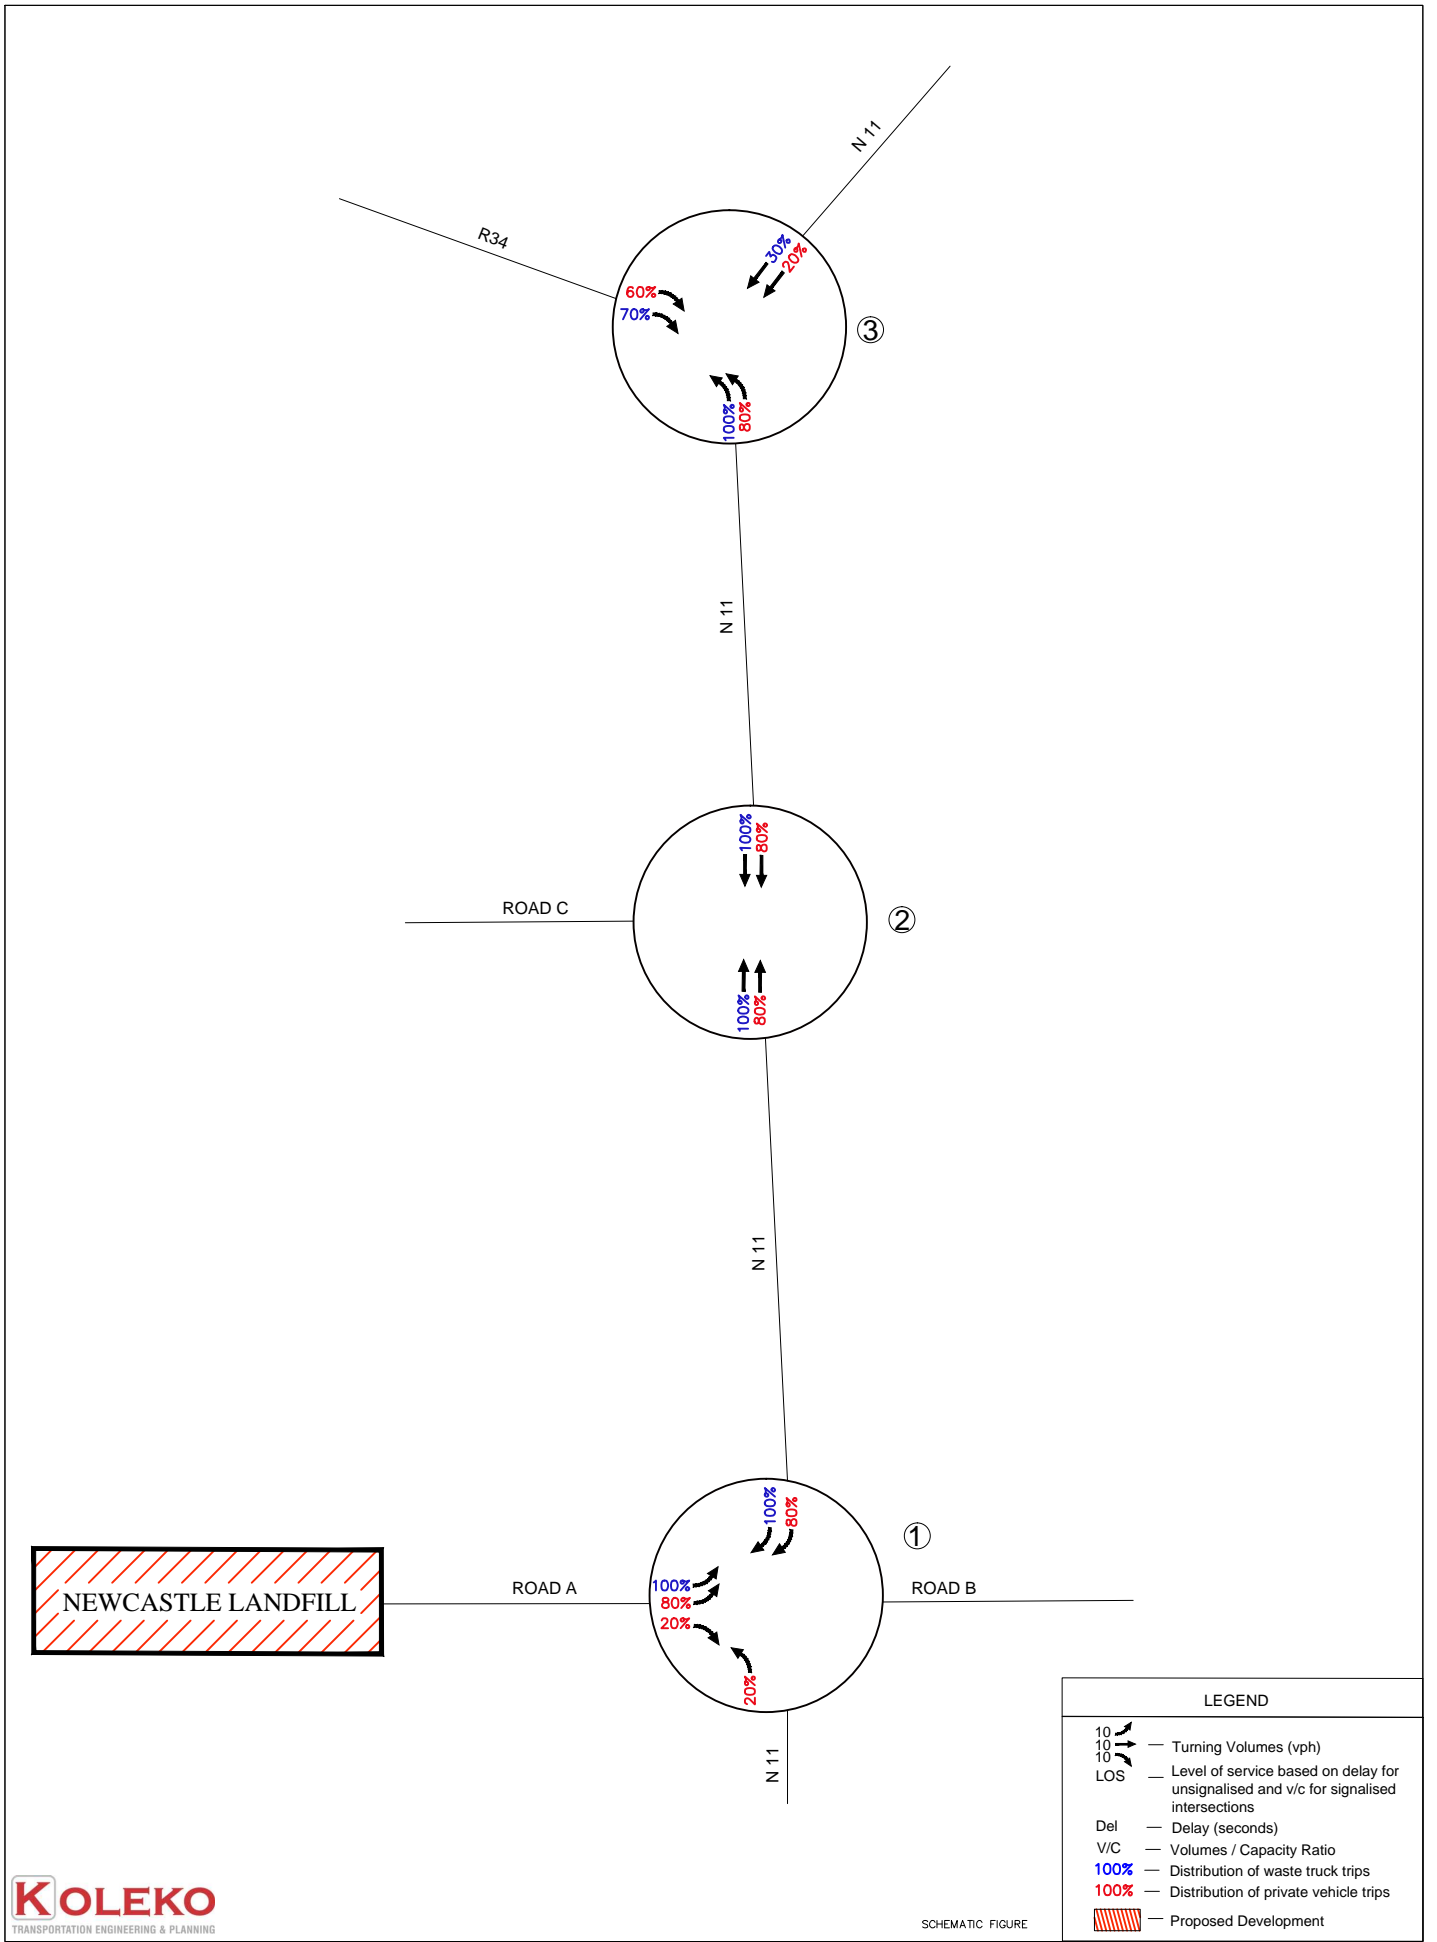 N 11
R34
30%
20%
60%
70%
3
100%
80%
N 11
100%
80%
ROAD C
2
100%
80%
N 11
100%
80%
1
NEWCASTLE LANDFILL
ROAD A
100%
80%
20%
ROAD B
20%
N 11
LEGEND
10
10
10
Turning Volumes (vph)
LOS — Level of service based on delay for
unsignalised and v/c for signalised
intersections
Del — Delay (seconds)
V/C — Volumes / Capacity Ratio
100% — Distribution of waste truck trips
100% — Distribution of private vehicle trips
— Proposed Development
KOLEKO
TRANSPORTATION ENGINEERING & PLANNING
SCHEMATIC FIGURE